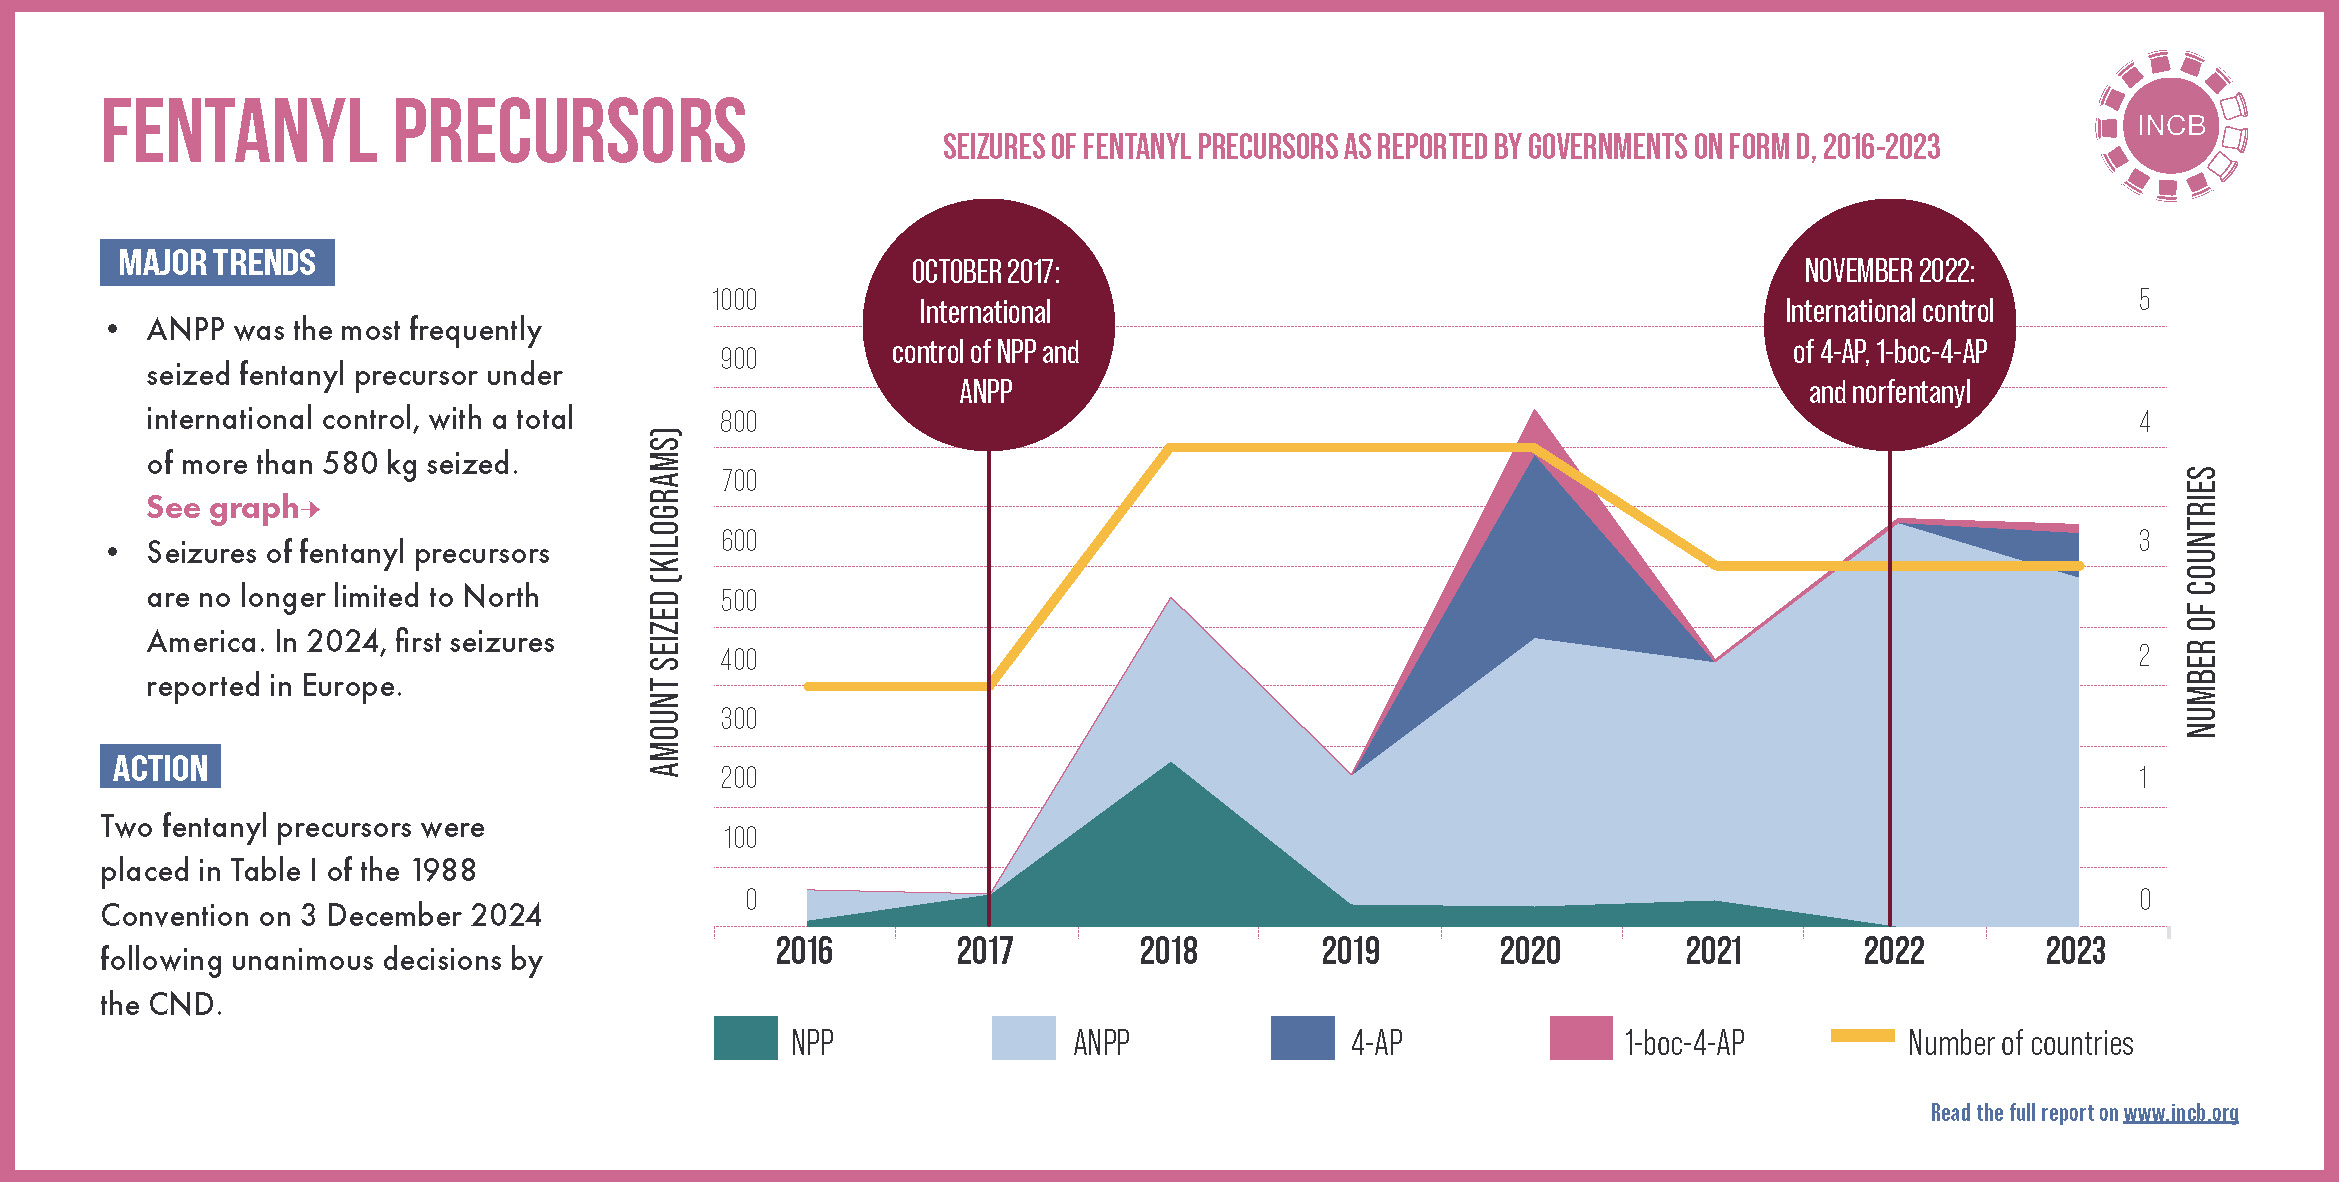 FENTANYL PRECURSORS
SEIZURES OF FENTANYL PRECURSORS AS REPORTED BY GOVERNMENTS ON FORM D, 2016-2023
INCB
MAJOR TRENDS
• ANPP was the most frequently
seized fentanyl precursor under
international control, with a total
of more than 580 kg seized.
See graph→
• Seizures of fentanyl precursors
are no longer limited to North
America. In 2024, first seizures
reported in Europe.
ACTION
Two fentanyl precursors were
placed in Table I of the 1988
Convention on 3 December 2024
following unanimous decisions by
the CND.
OCTOBER 2017:
International
control of NPP and
ANPP
NOVEMBER 2022:
International control
of 4-AP, 1-boc-4-AP
and norfentanyl
AMOUNT SEIZED (KILOGRAMS)
1000
900
800
700
600
500
400
300
200
100
0
5
4
3
2
1
0
NUMBER OF COUNTRIES
2016
2017
2018
2019
2020
2021
2022
2023
NPP
ANPP
4-AP
1-boc-4-AP
Number of countries
Read the full report on www.incb.org